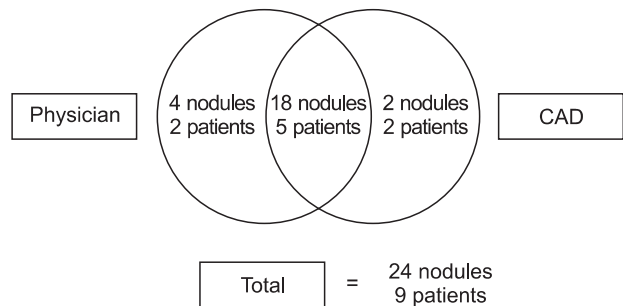 Physician
4 nodules
2 patients
18 nodules
5 patients
2 nodules
2 patients
CAD
Total = 24 nodules
9 patients